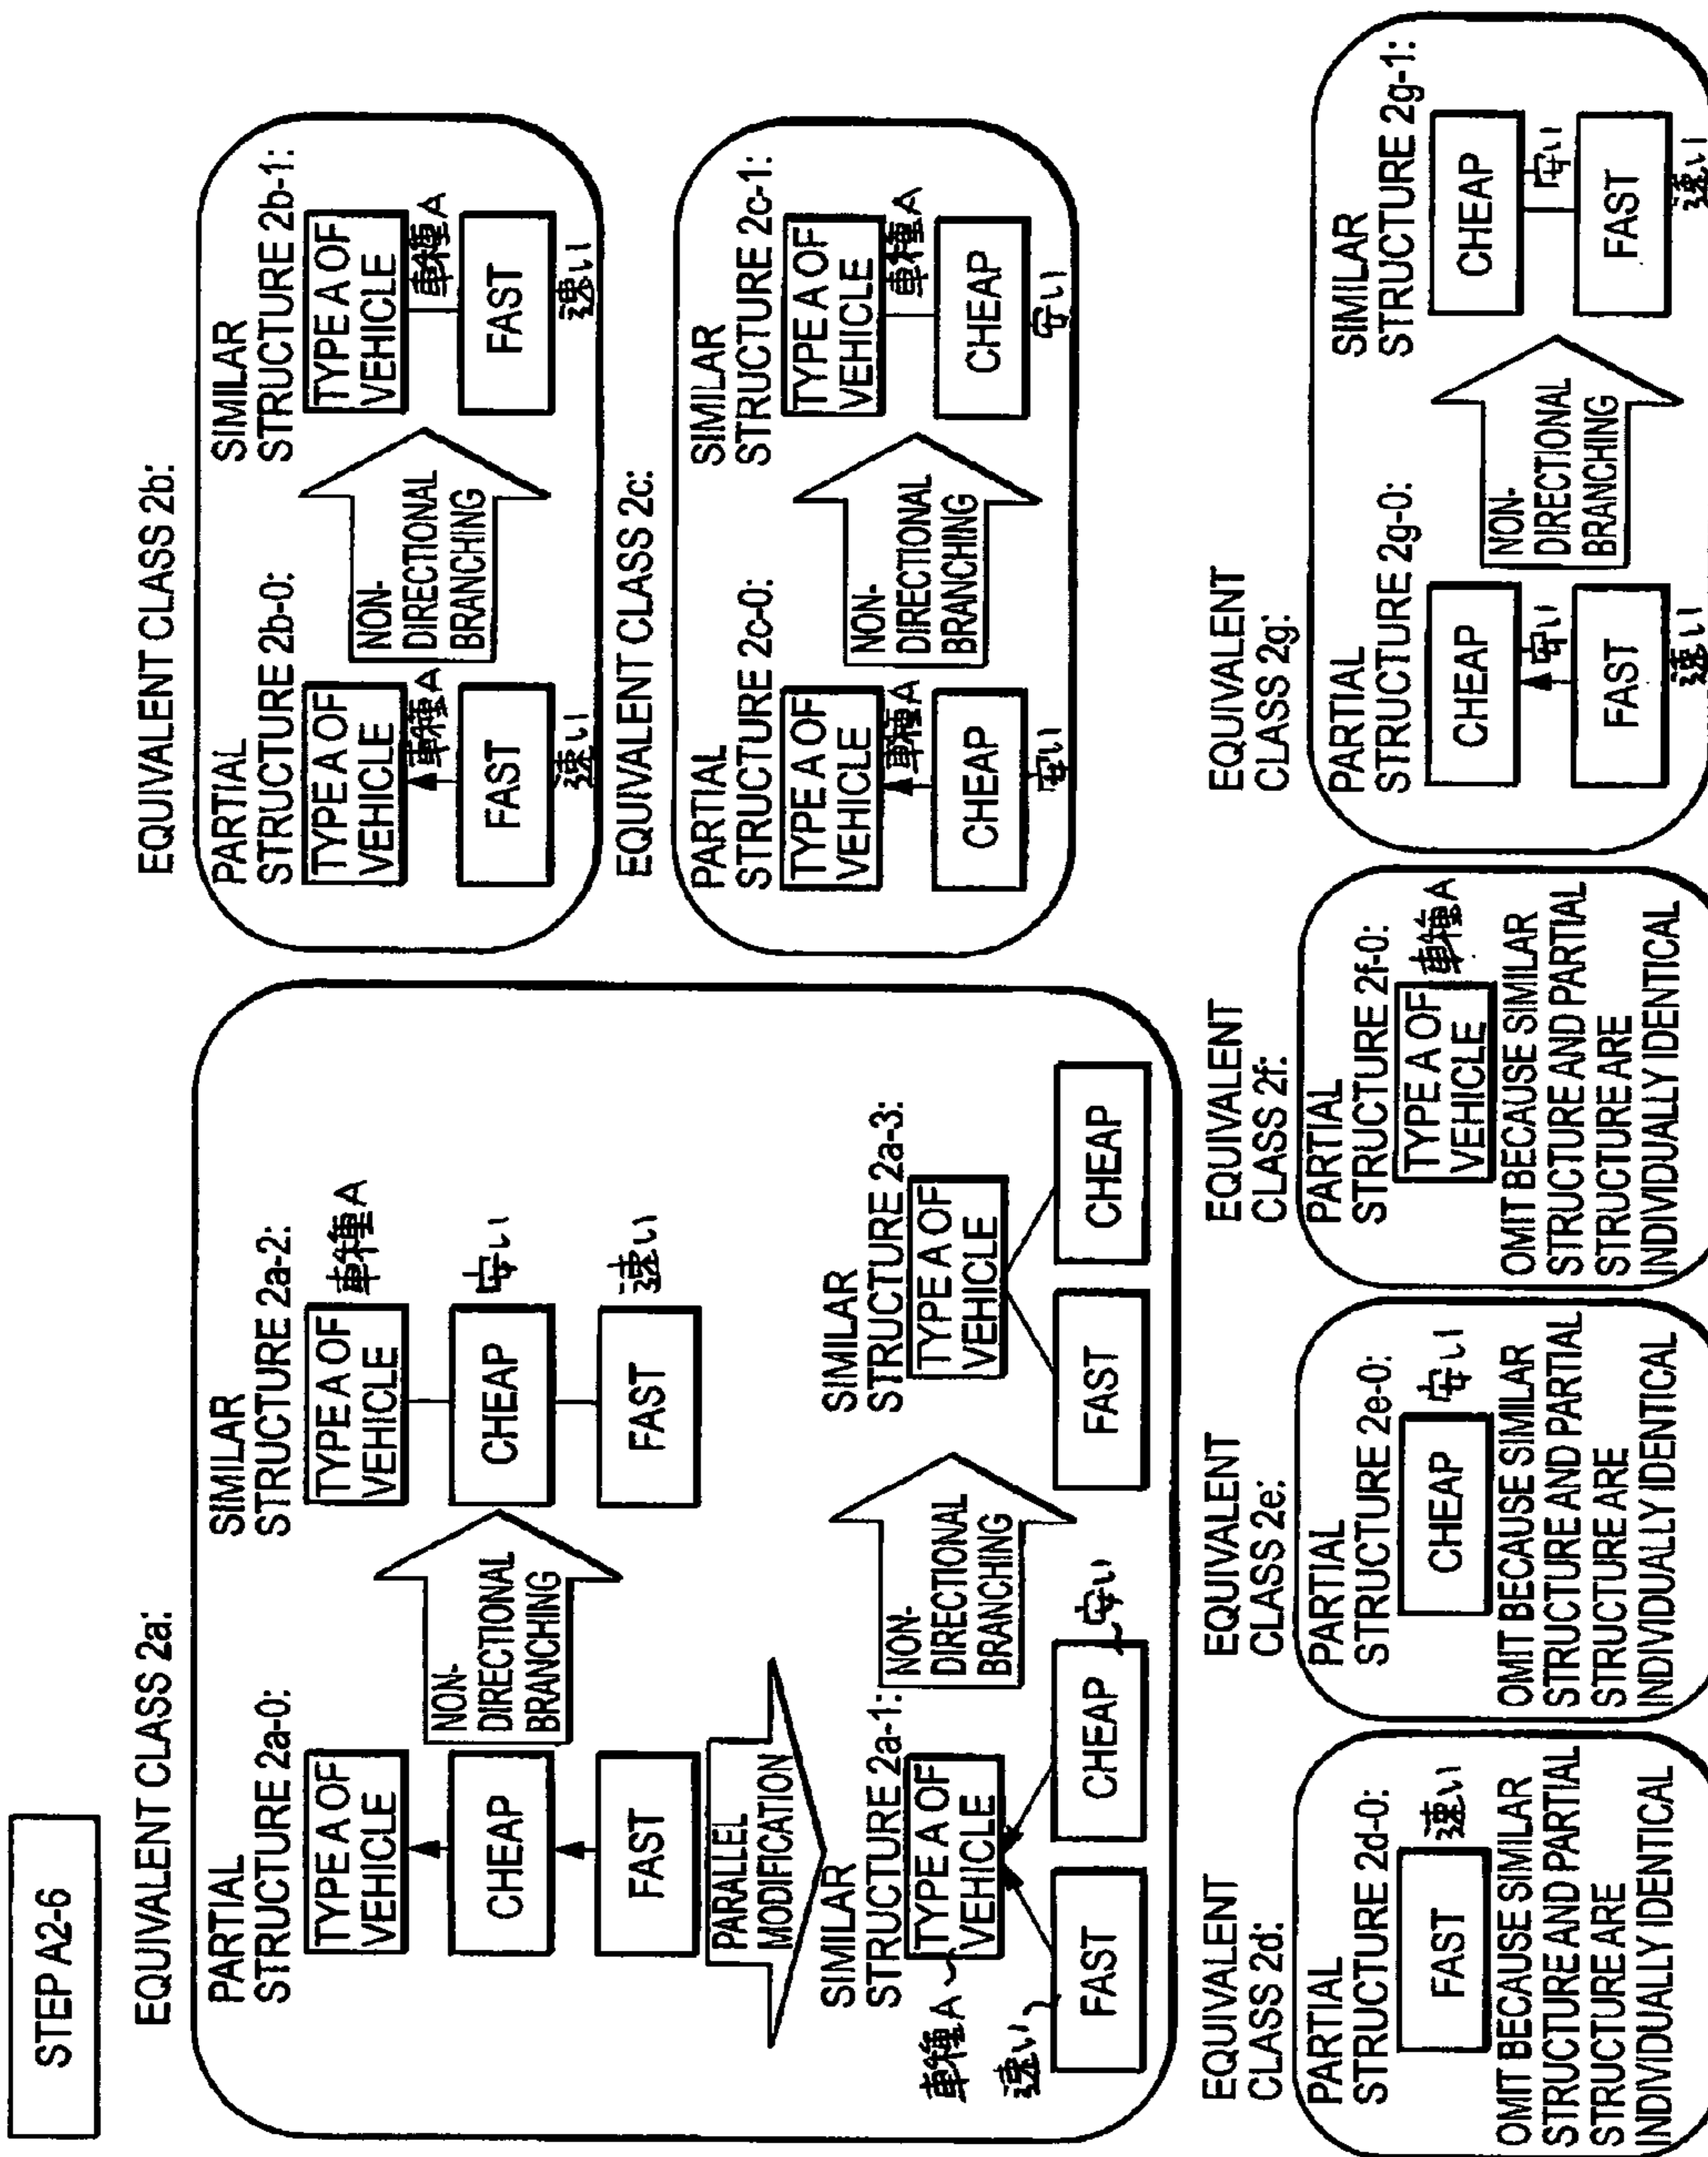 STEP A2-6
EQUIVALENT CLASS 2a:
PARTIAL
STRUCTURE 2a-0:
TYPE A OF
VEHICLE
CHEAP
FAST
NON-
DIRECTIONAL
BRANCHING
SIMILAR
STRUCTURE 2a-2:
TYPE A OF
VEHICLE
車種A
CHEAP
安い
FAST
速い
PARALLEL
MODIFICATION
SIMILAR
STRUCTURE 2a-1:
車種A
TYPE A OF
VEHICLE
速い
FAST
CHEAP
安い
NON-
DIRECTIONAL
BRANCHING
SIMILAR
STRUCTURE 2a-3:
TYPE A OF
VEHICLE
FAST
CHEAP
EQUIVALENT CLASS 2b:
PARTIAL
STRUCTURE 2b-0:
TYPE A OF
VEHICLE
車種A
FAST
速い
NON-
DIRECTIONAL
BRANCHING
SIMILAR
STRUCTURE 2b-1:
TYPE A OF
VEHICLE
車種A
FAST
速い
EQUIVALENT CLASS 2c:
PARTIAL
STRUCTURE 2c-0:
TYPE A OF
VEHICLE
車種A
CHEAP
安い
NON-
DIRECTIONAL
BRANCHING
SIMILAR
STRUCTURE 2c-1:
TYPE A OF
VEHICLE
車種A
CHEAP
安い
EQUIVALENT
CLASS 2d:
PARTIAL
STRUCTURE 2d-0:
FAST
速い
OMIT BECAUSE SIMILAR
STRUCTURE AND PARTIAL
STRUCTURE ARE
INDIVIDUALLY IDENTICAL
EQUIVALENT
CLASS 2e:
PARTIAL
STRUCTURE 2e-0:
CHEAP
安い
OMIT BECAUSE SIMILAR
STRUCTURE AND PARTIAL
STRUCTURE ARE
INDIVIDUALLY IDENTICAL
EQUIVALENT
CLASS 2f:
PARTIAL
STRUCTURE 2f-0:
TYPE A OF
VEHICLE
車種A
OMIT BECAUSE SIMILAR
STRUCTURE AND PARTIAL
STRUCTURE ARE
INDIVIDUALLY IDENTICAL
EQUIVALENT
CLASS 2g:
PARTIAL
STRUCTURE 2g-0:
CHEAP
安い
FAST
速い
NON-
DIRECTIONAL
BRANCHING
SIMILAR
STRUCTURE 2g-1:
CHEAP
安い
FAST
速い